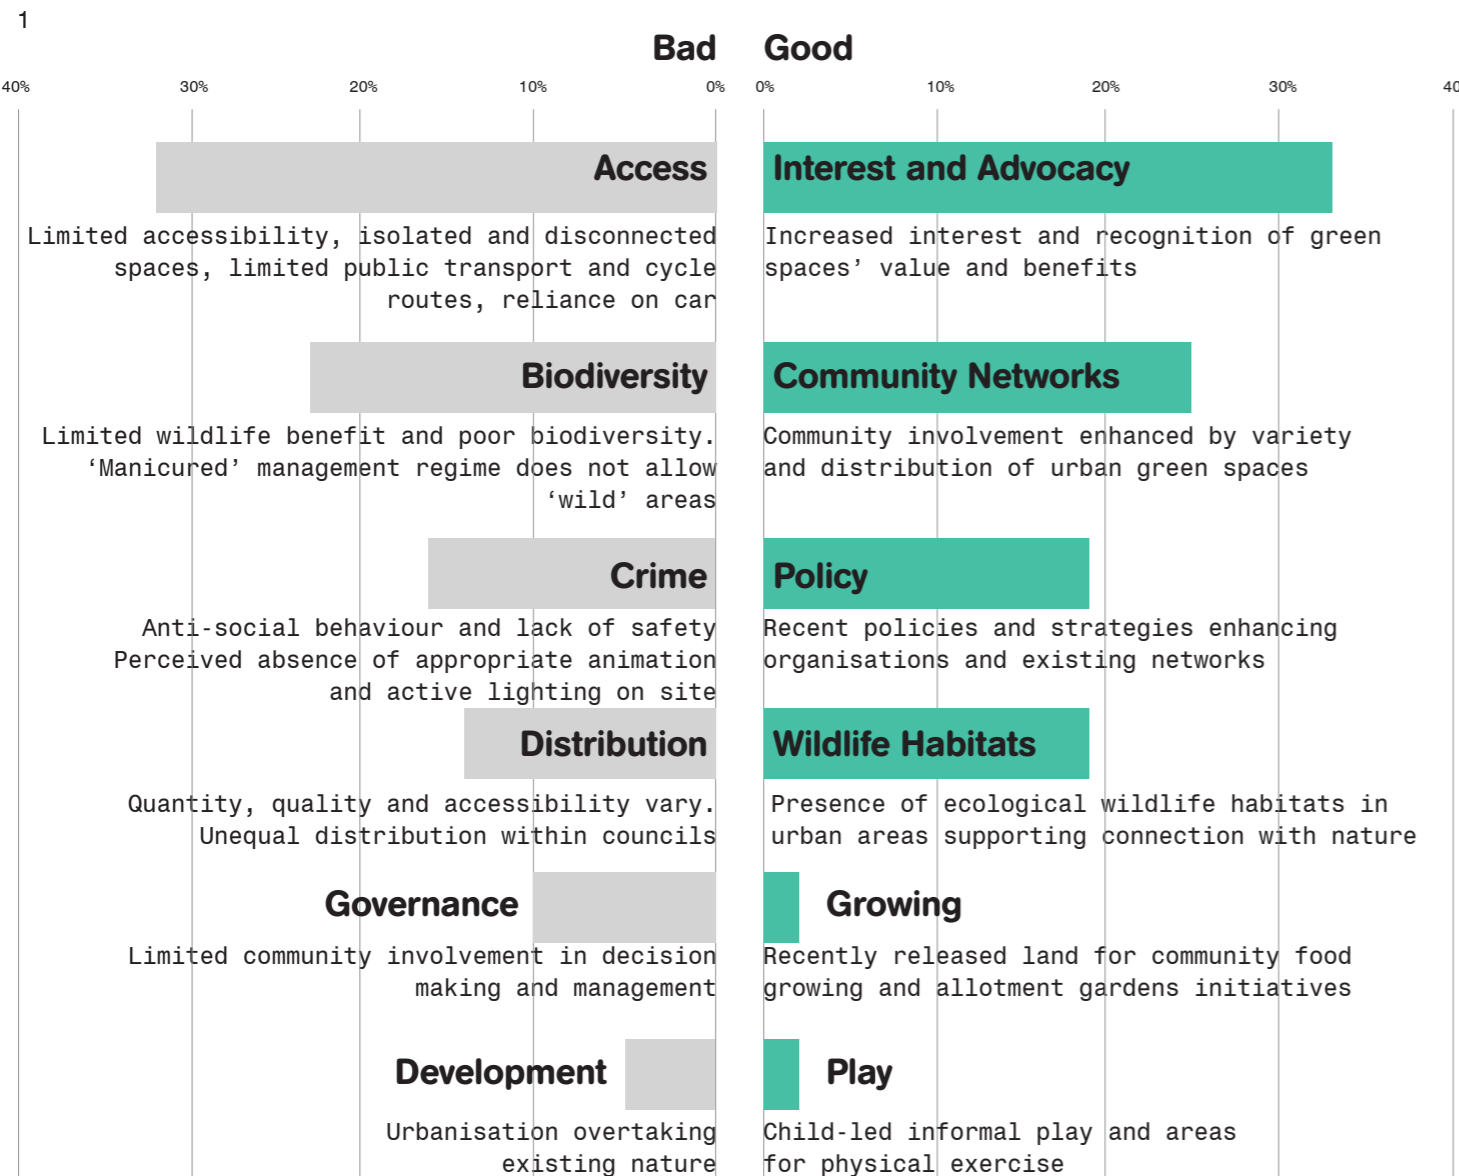 1
Bad Good
40% 30% 20% 10% 0% 0% 10% 20% 30% 40
Access
Limited accessibility, isolated and disconnected
spaces, limited public transport and cycle
routes, reliance on car
Interest and Advocacy
Increased interest and recognition of green
spaces’ value and benefits
Biodiversity
Limited wildlife benefit and poor biodiversity.
‘Manicured’ management regime does not allow
‘wild’ areas
Community Networks
Community involvement enhanced by variety
and distribution of urban green spaces
Crime
Anti-social behaviour and lack of safety
Perceived absence of appropriate animation
and active lighting on site
Policy
Recent policies and strategies enhancing
organisations and existing networks
Distribution
Quantity, quality and accessibility vary.
Unequal distribution within councils
Wildlife Habitats
Presence of ecological wildlife habitats in
urban areas supporting connection with nature
Governance
Limited community involvement in decision
making and management
Growing
Recently released land for community food
growing and allotment gardens initiatives
Development
Urbanisation overtaking
existing nature
Play
Child-led informal play and areas
for physical exercise